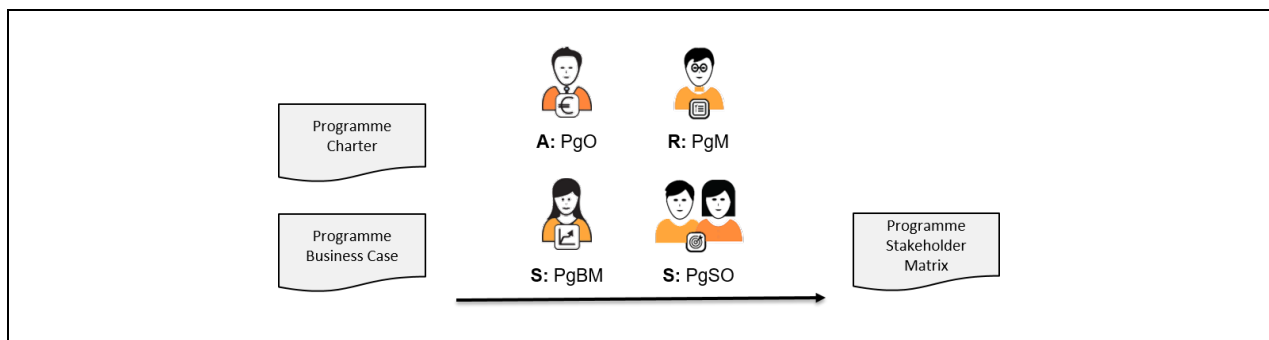 Programme
Charter
A: PgO
R: PgM
Programme
Business Case
S: PgBM
S: PgSO
Programme
Stakeholder
Matrix